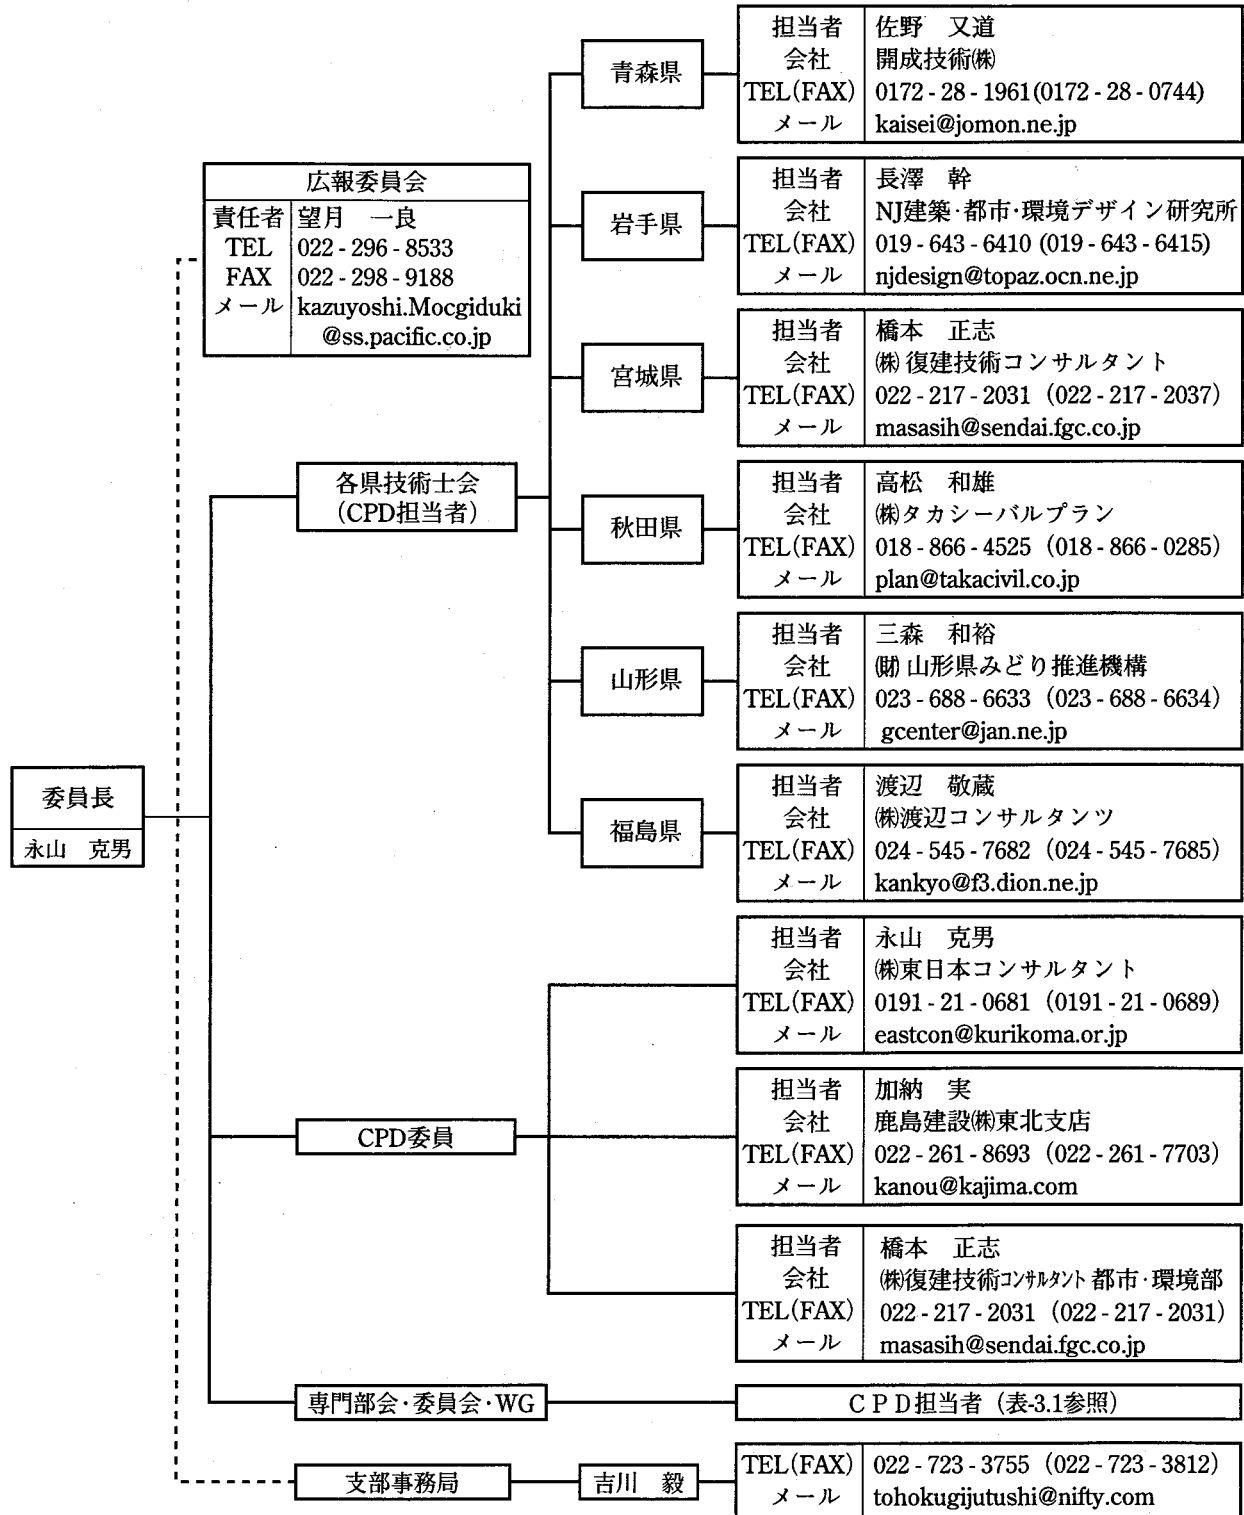 委員長
永山　克男
広報委員会
責任者　望月　一良
TEL　022-296-8533
FAX　022-298-9188
メール　kazuyoshi.Mocgiduki
@ss.pacific.co.jp
各県技術士会
(CPD担当者)
青森県
担当者　佐野　又道
会社　開成技術㈱
TEL(FAX)　0172-28-1961(0172-28-0744)
メール　kaisei@jomon.ne.jp
岩手県
担当者　長澤　幹
会社　NJ建築・都市・環境デザイン研究所
TEL(FAX)　019-643-6410 (019-643-6415)
メール　njdesign@topaz.ocn.ne.jp
宮城県
担当者　橋本　正志
会社　㈱復建技術コンサルタント
TEL(FAX)　022-217-2031（022-217-2037）
メール　masasih@sendai.fgc.co.jp
秋田県
担当者　高松　和雄
会社　㈱タカシーバルプラン
TEL(FAX)　018-866-4525（018-866-0285）
メール　plan@takacivil.co.jp
山形県
担当者　三森　和裕
会社　㈶山形県みどり推進機構
TEL(FAX)　023-688-6633（023-688-6634）
メール　gcenter@jan.ne.jp
福島県
担当者　渡辺　敬蔵
会社　㈱渡辺コンサルタンツ
TEL(FAX)　024-545-7682（024-545-7685）
メール　kankyo@f3.dion.ne.jp
CPD委員
担当者　永山　克男
会社　㈱東日本コンサルタント
TEL(FAX)　0191-21-0681（0191-21-0689）
メール　eastcon@kurikoma.or.jp
担当者　加納　実
会社　鹿島建設㈱東北支店
TEL(FAX)　022-261-8693（022-261-7703）
メール　kanou@kajima.com
担当者　橋本　正志
会社　㈱復建技術コンサルタント 都市・環境部
TEL(FAX)　022-217-2031（022-217-2031）
メール　masasih@sendai.fgc.co.jp
専門部会・委員会・WG
CPD担当者（表-3.1参照）
支部事務局
吉川　毅
TEL(FAX)　022-723-3755（022-723-3812）
メール　tohokugijutushi@nifty.com